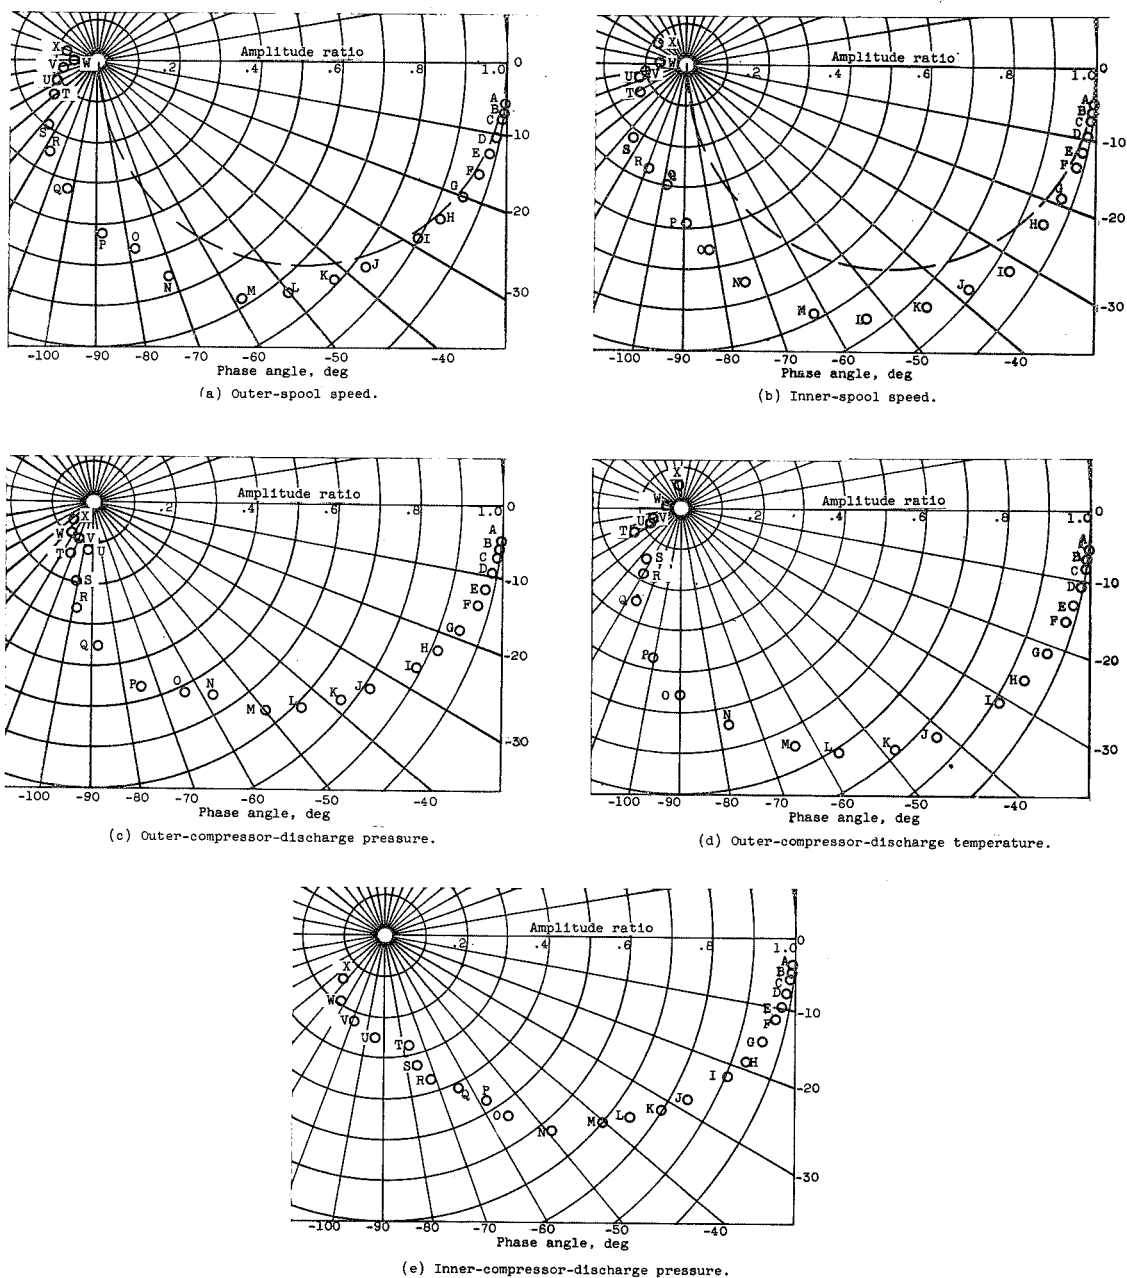 Amplitude ratio
.2 .4 .6 .8 1.0 0
X
W
V
U
T
S
R
Q
P
O
N
M
L
K
J
I
H
G
F
E
D
C
B
A
-10
-20
-30
-100 -90 -80 -70 -60 -50 -40
Phase angle, deg
(a) Outer-spool speed.
Amplitude ratio
.2 .4 .6 .8 1.0 0
X
W
V
U
T
S
R
Q
P
O
N
M
L
K
J
I
H
G
F
E
D
C
B
A
-10
-20
-30
-100 -90 -80 -70 -60 -50 -40
Phase angle, deg
(b) Inner-spool speed.
Amplitude ratio
.2 .4 .6 .8 1.0 0
X
W
V
U
T
S
R
Q
P
O
N
M
L
K
J
I
H
G
F
E
D
C
B
A
-10
-20
-30
-100 -90 -80 -70 -60 -50 -40
Phase angle, deg
(c) Outer-compressor-discharge pressure.
Amplitude ratio
.2 .4 .6 .8 1.0 0
X
W
V
U
T
S
R
Q
P
O
N
M
L
K
J
I
H
G
F
E
D
C
B
A
-10
-20
-30
-100 -90 -80 -70 -60 -50 -40
Phase angle, deg
(d) Outer-compressor-discharge temperature.
Amplitude ratio
.2 .4 .6 .8 1.0 0
X
W
V
U
T
S
R
Q
P
O
N
M
L
K
J
I
H
G
F
E
D
C
B
A
-10
-20
-30
-100 -90 -80 -70 -60 -50 -40
Phase angle, deg
(e) Inner-compressor-discharge pressure.